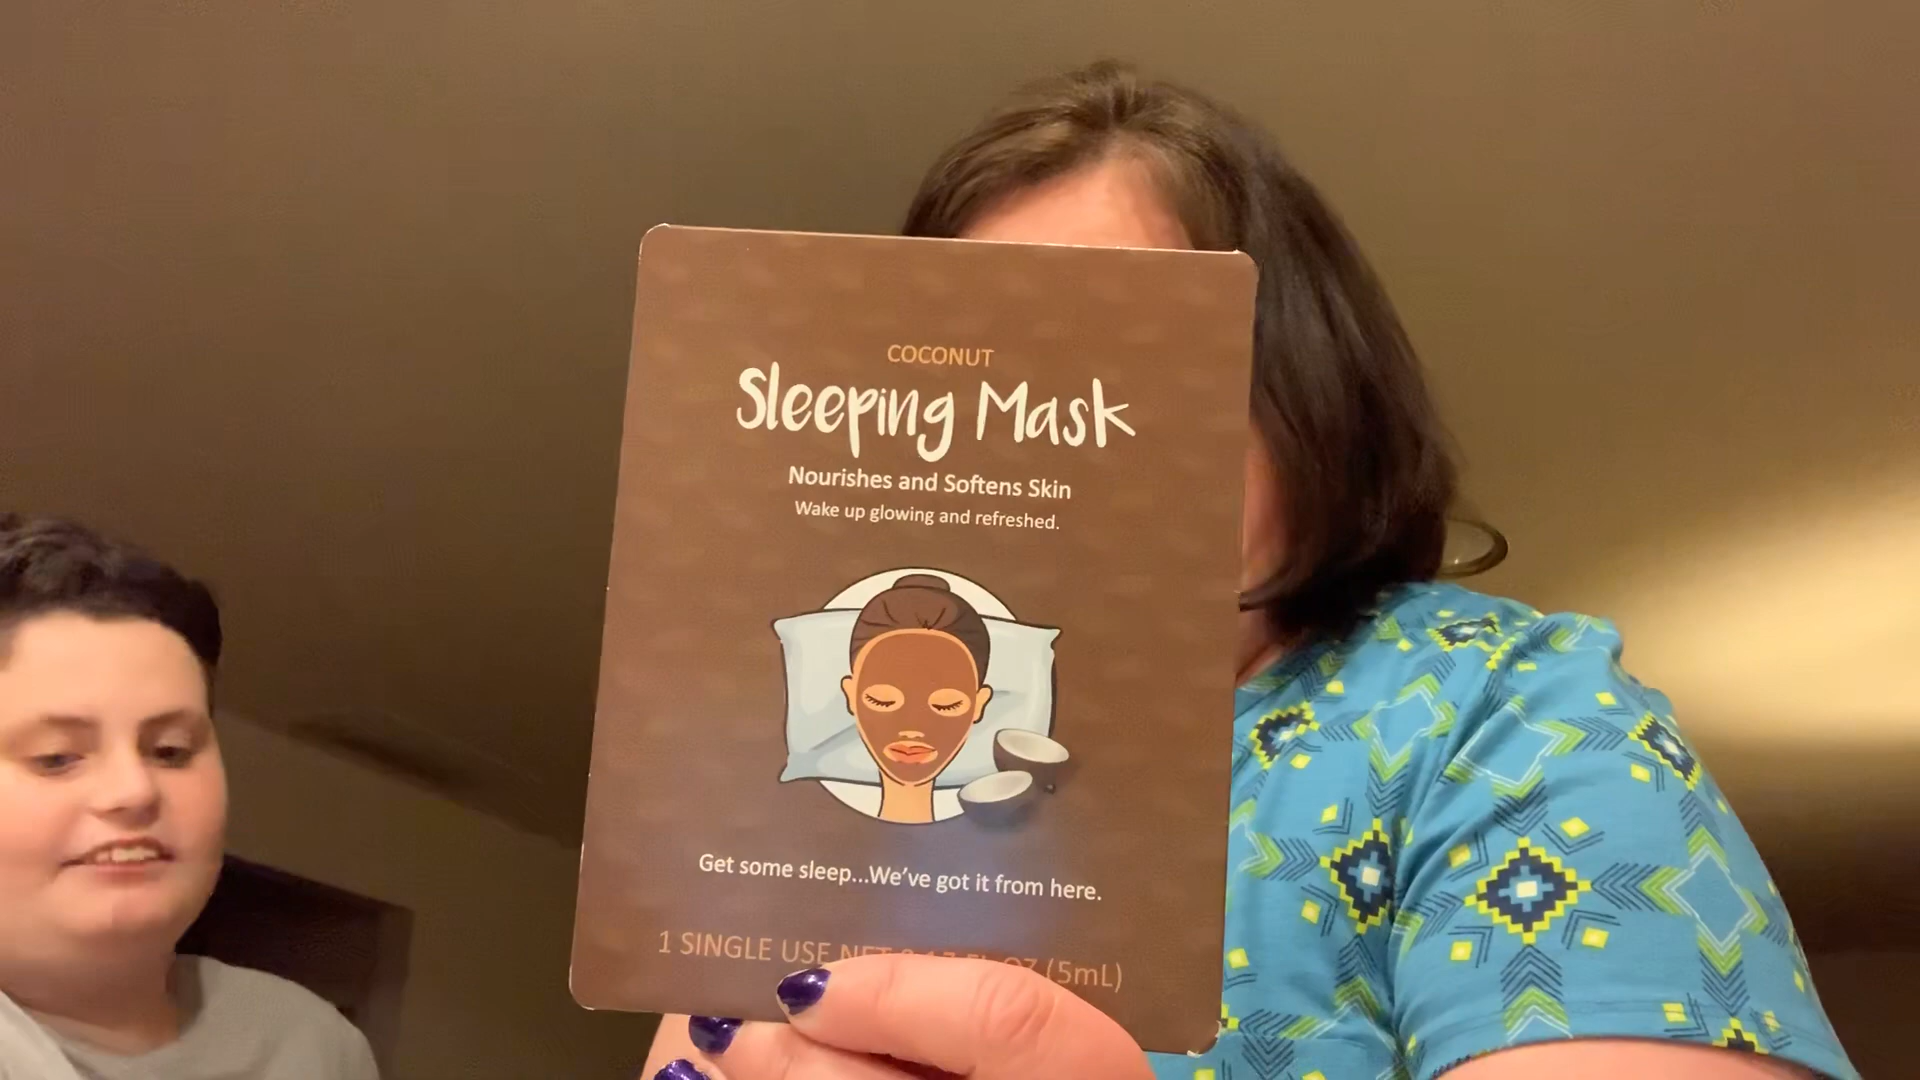 COCONUT
Sleeping Mask
Nourishes and Softens Skin
Wake up glowing and refreshed.
Get some sleep...We've got it from here.
1 SINGLE USE NET 0.17 FL OZ (5mL)